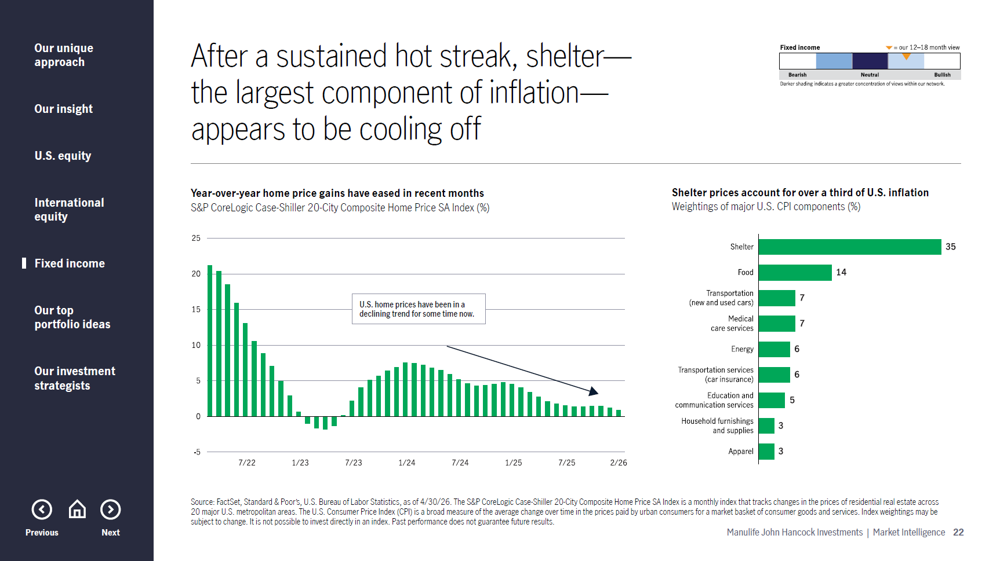 Our unique
approach
Our insight
U.S. equity
International
equity
Fixed income
Our top
portfolio ideas
Our investment
strategists
Previous
Next
After a sustained hot streak, shelter—
the largest component of inflation—
appears to be cooling off
Fixed income
= our 12–18 month view
Bearish
Neutral
Bullish
Darker shading indicates a greater concentration of views within our network.
Year-over-year home price gains have eased in recent months
S&P CoreLogic Case-Shiller 20-City Composite Home Price SA Index (%)
25
20
15
10
5
0
-5
U.S. home prices have been in a
declining trend for some time now.
7/22
1/23
7/23
1/24
7/24
1/25
7/25
2/26
Shelter prices account for over a third of U.S. inflation
Weightings of major U.S. CPI components (%)
Shelter
35
Food
14
Transportation
(new and used cars)
7
Medical
care services
7
Energy
6
Transportation services
(car insurance)
6
Education and
communication services
5
Household furnishings
and supplies
3
Apparel
3
Source: FactSet, Standard & Poor's, U.S. Bureau of Labor Statistics, as of 4/30/26. The S&P CoreLogic Case-Shiller 20-City Composite Home Price SA Index is a monthly index that tracks changes in the prices of residential real estate across
20 major U.S. metropolitan areas. The U.S. Consumer Price Index (CPI) is a broad measure of the average change over time in the prices paid by urban consumers for a market basket of consumer goods and services. Index weightings may be
subject to change. It is not possible to invest directly in an index. Past performance does not guarantee future results.
Manulife John Hancock Investments | Market Intelligence 22